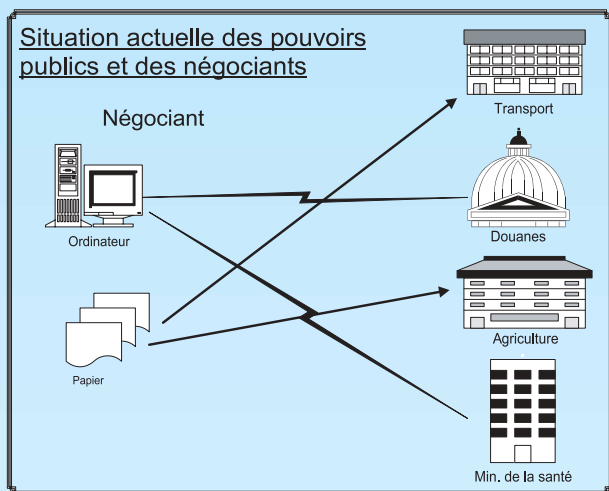 Situation actuelle des pouvoirs
publics et des négociants
Négociant
Ordinateur
Papier
Transport
Douanes
Agriculture
Min. de la santé